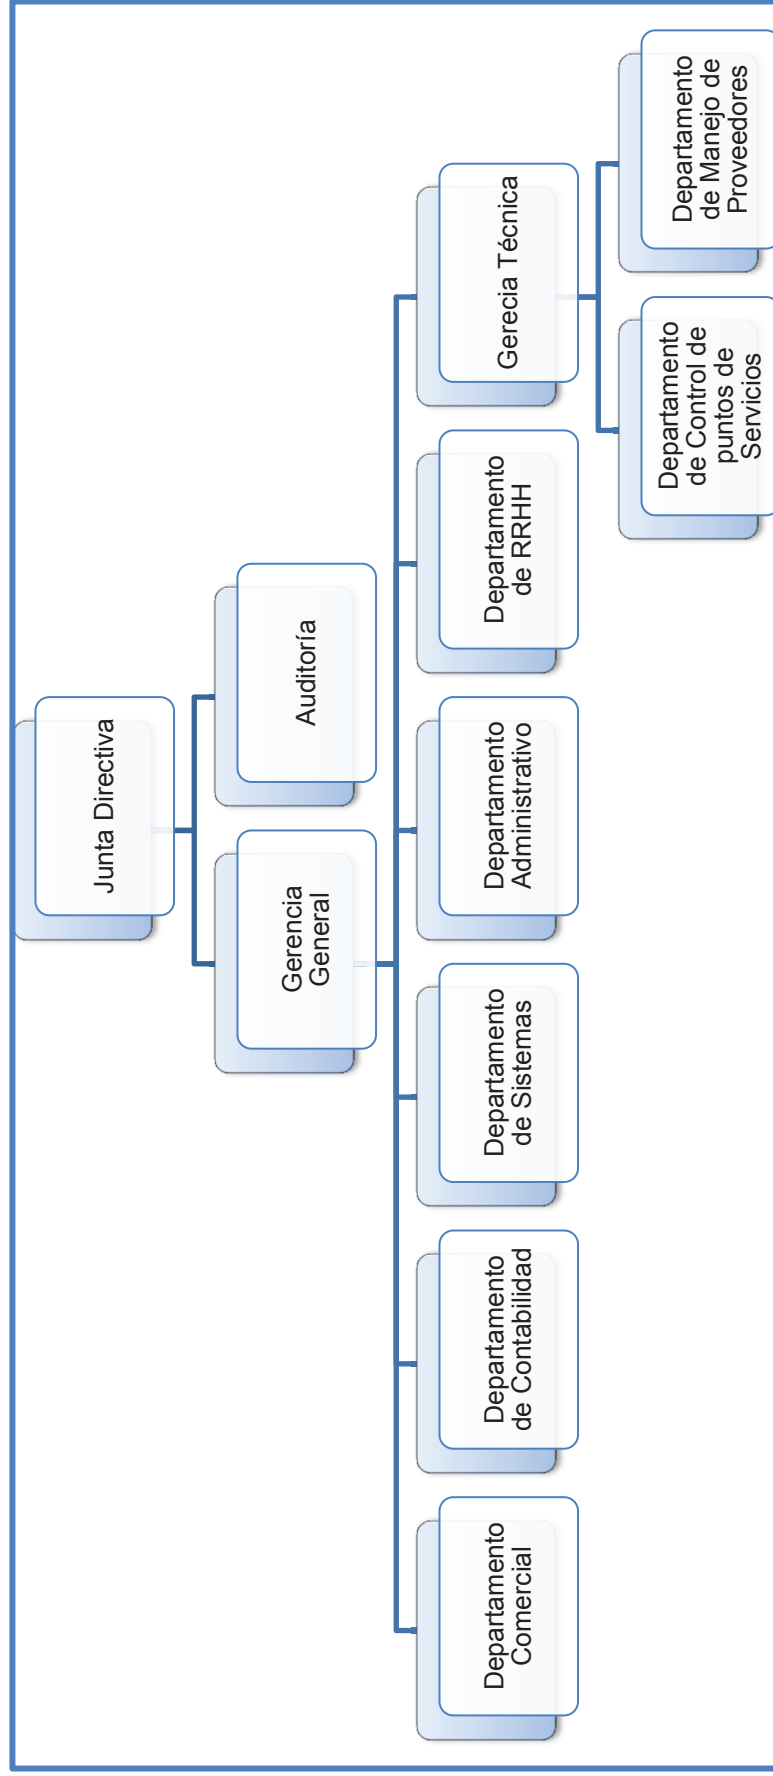 Junta Directiva
Gerencia
General
Auditoría
Departamento
Comercial
Departamento
de Contabilidad
Departamento
de Sistemas
Departamento
Administrativo
Departamento
de RRHH
Gerecia Técnica
Departamento
de Control de
puntos de
Servicios
Departamento
de Manejo de
Proveedores